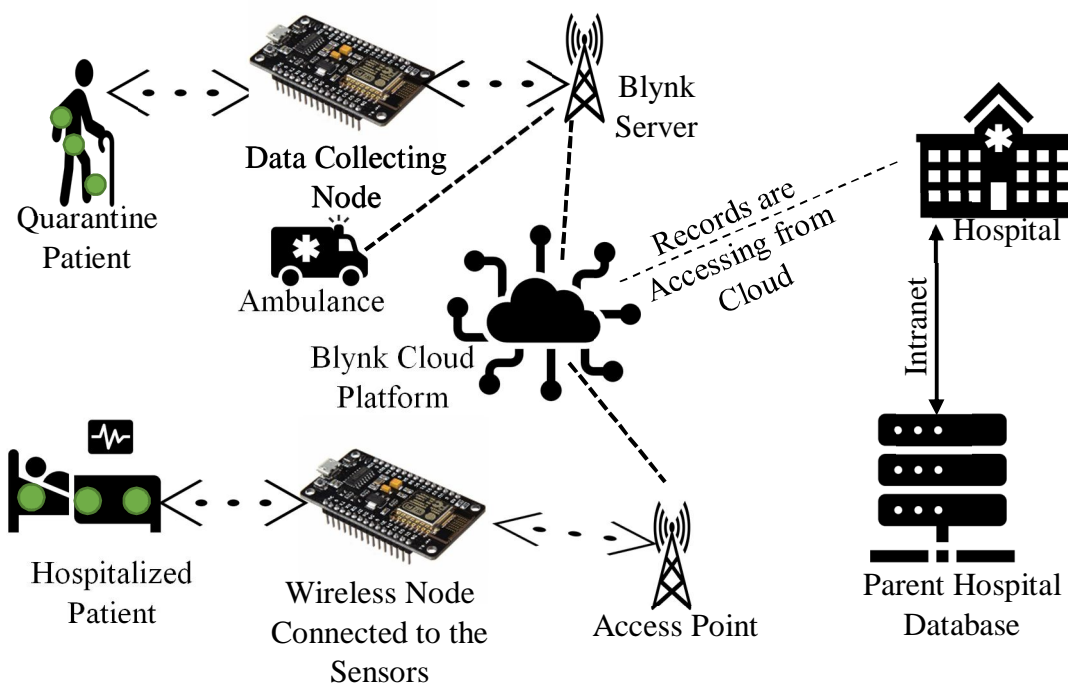 Blynk
Server
Data Collecting
Node
Quarantine
Patient
Ambulance
Records are
Accessing from
Cloud
Hospital
Intranet
Blynk Cloud
Platform
Hospitalized
Patient
Wireless Node
Connected to the
Sensors
Access Point
Parent Hospital
Database